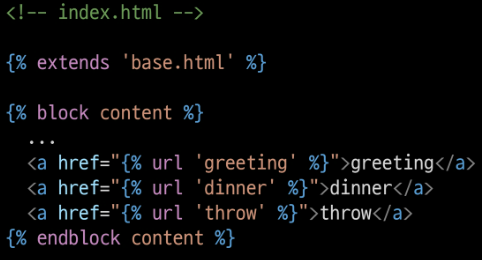 <!-- index.html -->
{% extends 'base.html' %}
{% block content %}
...
<a href="{% url 'greeting' %}">greeting</a>
<a href="{% url 'dinner' %}">dinner</a>
<a href="{% url 'throw' %}">throw</a>
{% endblock content %}